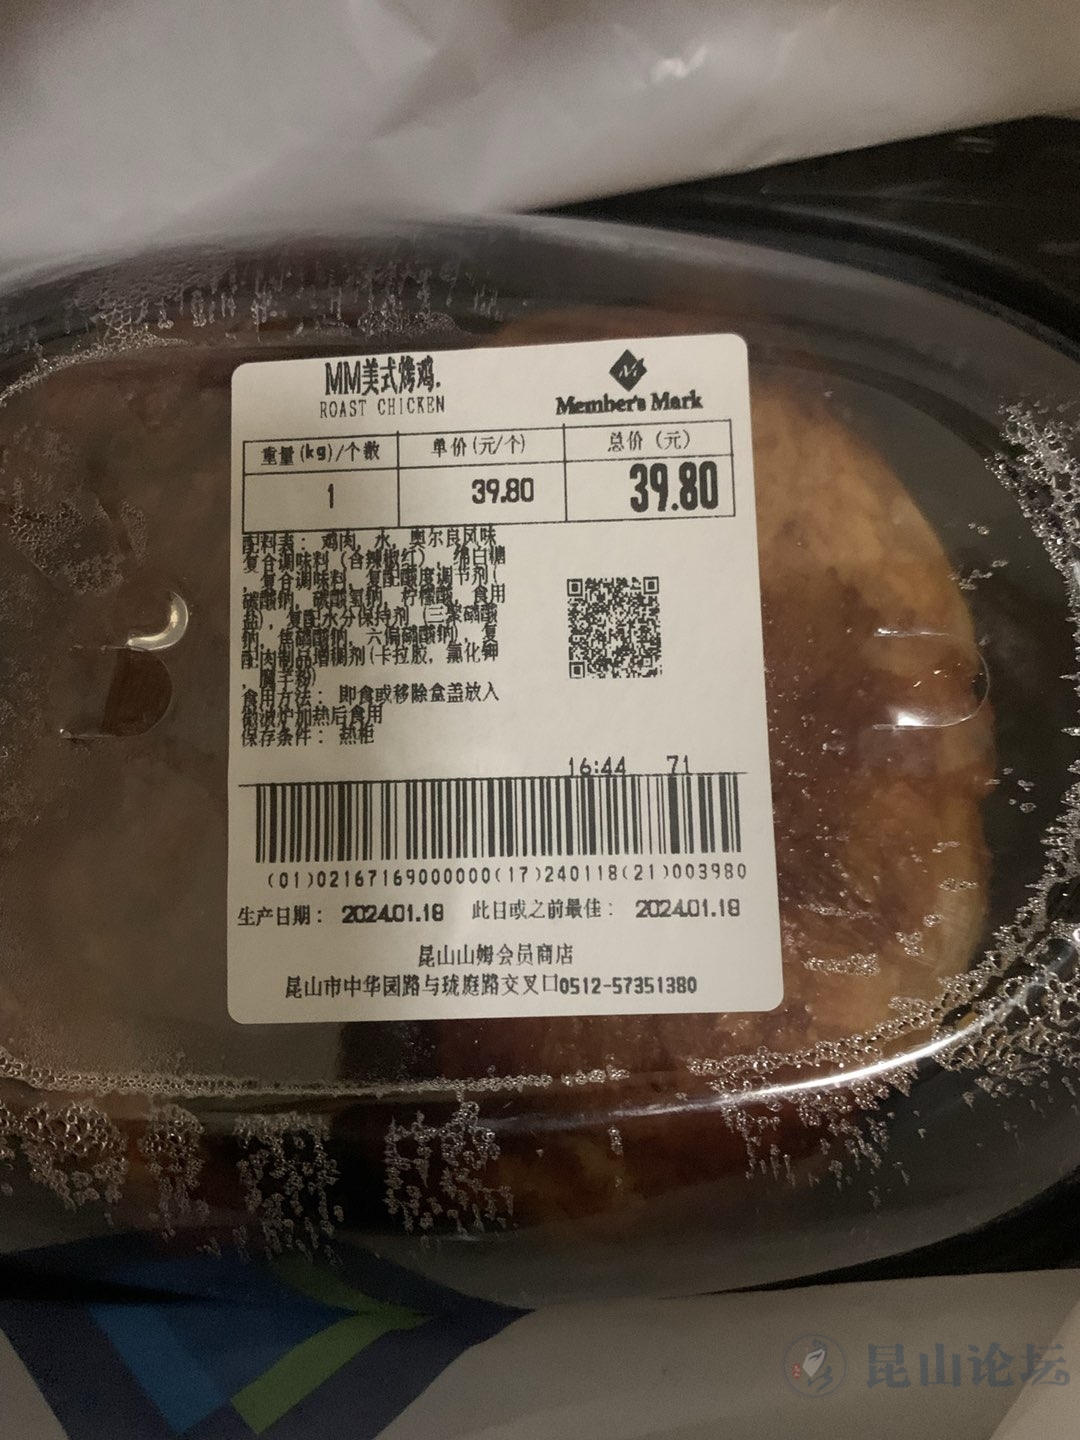 MM美式烤鸡.
ROAST CHICKEN
Member's Mark
重量(kg)/个数 单价(元/个) 总价(元)
1 39.80 39.80
配料表：鸡肉，水，奥尔良风味
复合调味料（含辣椒红），绵白糖
，复合调味料，复配酸度调节剂(
碳酸钠，碳酸氢钠，柠檬酸，食用
盐)，复配水分保持剂（三聚磷酸
钠，焦磷酸钠，六偏磷酸钠)，复
配肉制品增稠剂(卡拉胶，氯化钾
，魔芋粉)
食用方法：即食或移除盒盖放入
微波炉加热后食用
保存条件：热柜
16:44 71
(01)02167169000000(17)240118(21)003980
生产日期：2024.01.18 此日或之前最佳：2024.01.18
昆山山姆会员商店
昆山市中华园路与珑庭路交叉口0512-57351380
昆山论坛